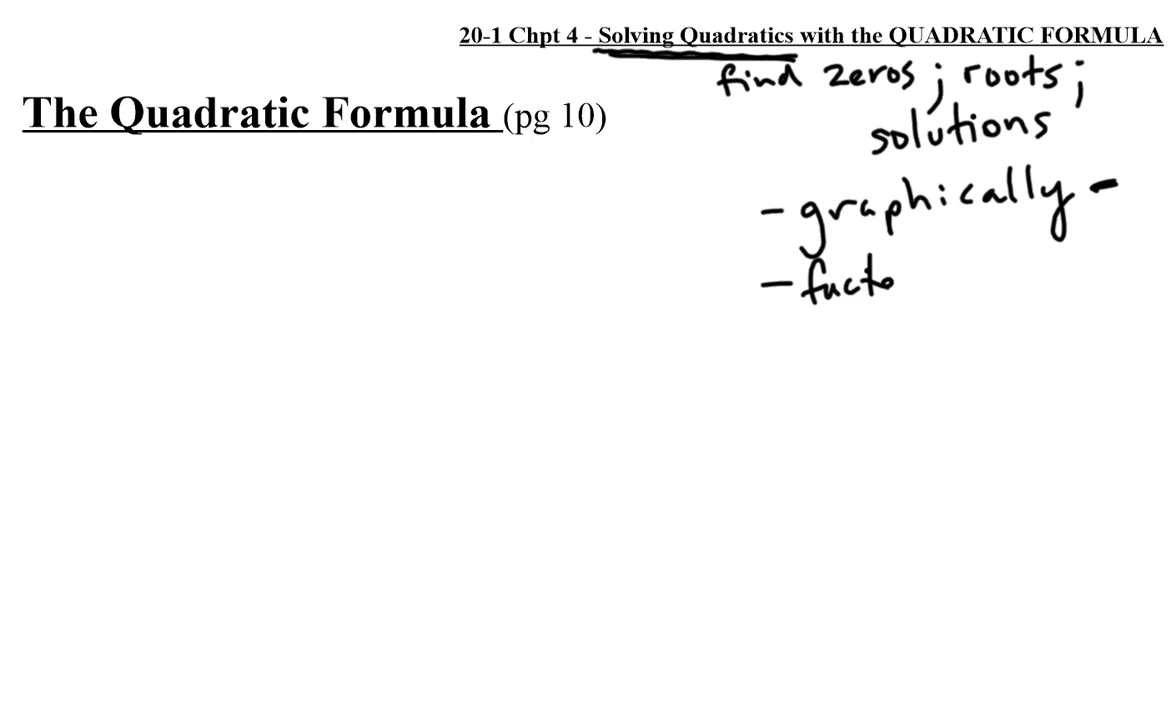 20-1 Chpt 4 - Solving Quadratics with the QUADRATIC FORMULA
find zeros ; roots ;
solutions
The Quadratic Formula (pg 10)
- graphically -
- facto